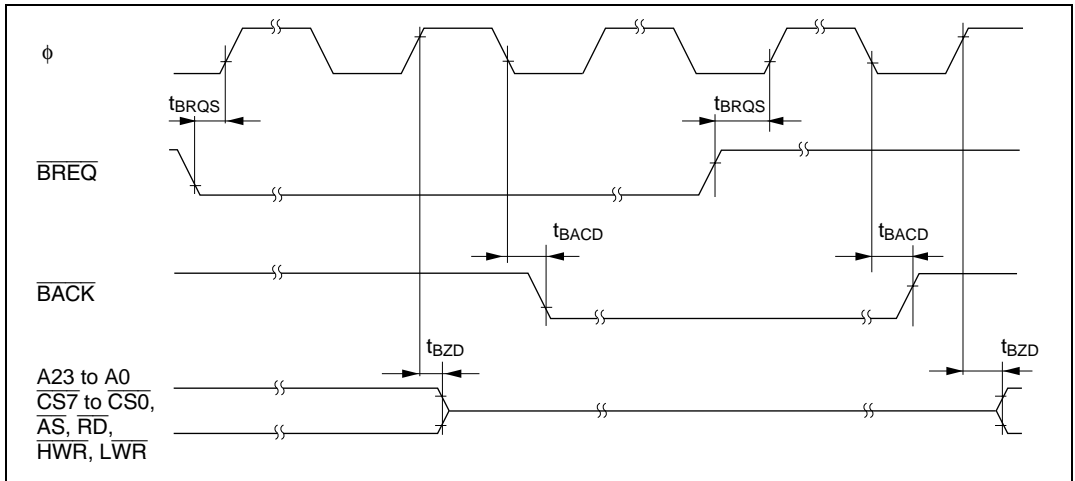 ϕ
tBRQS
tBRQS
BREQ
tBACD
tBACD
BACK
tBZD
tBZD
A23 to A0
CS7 to CS0,
AS, RD,
HWR, LWR